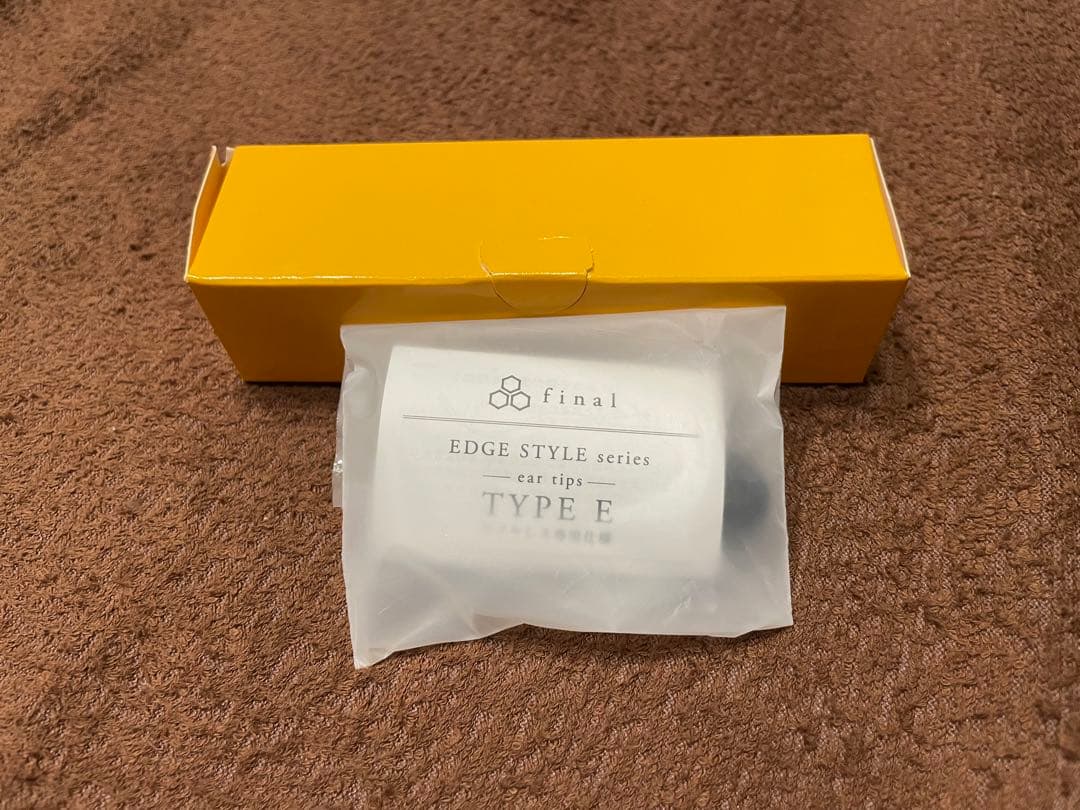 final
EDGE STYLE series
ear tips
TYPE E